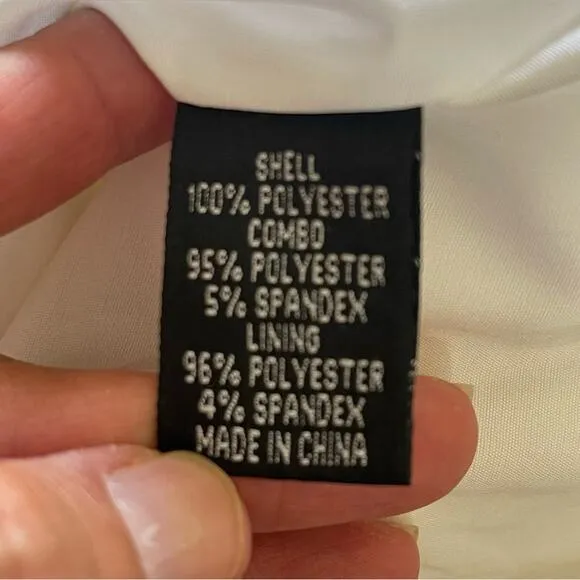 SHELL
100% POLYESTER
COMBO
95% POLYESTER
5% SPANDEX
LINING
96% POLYESTER
4% SPANDEX
MADE IN CHINA